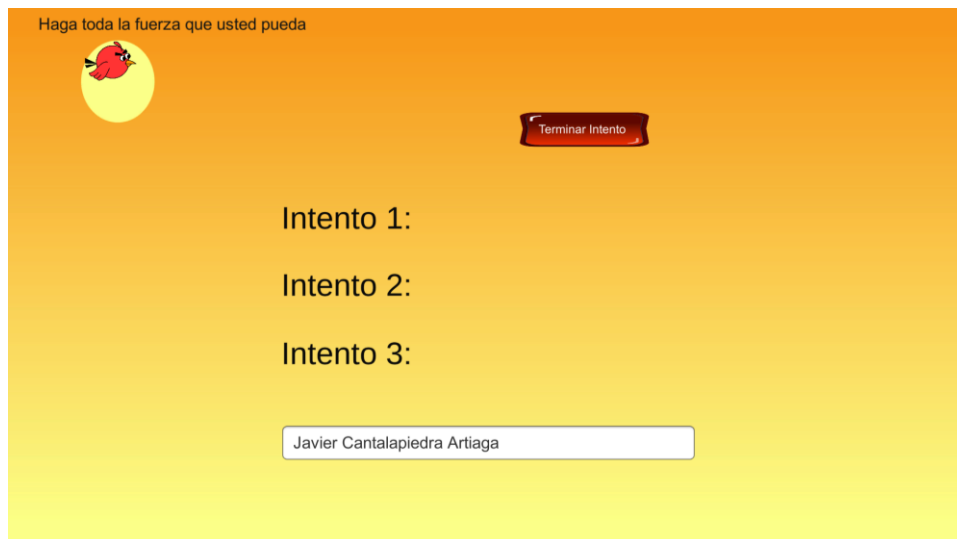 Haga toda la fuerza que usted pueda
Terminar Intento
Intento 1:
Intento 2:
Intento 3:
Javier Cantalapiedra Artiaga